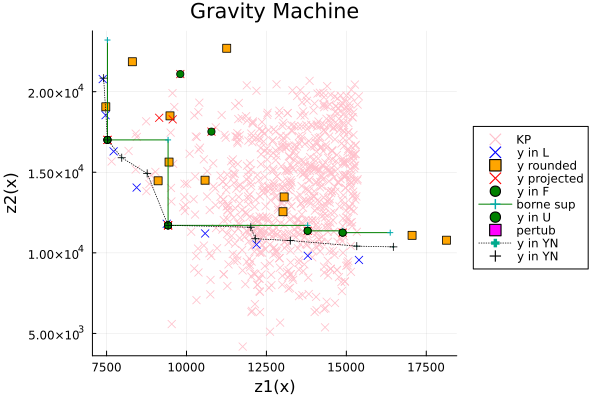 Gravity Machine
z2(x)
2.00×10⁴
1.50×10⁴
1.00×10⁴
5.00×10³
7500
10000
12500
15000
17500
z1(x)
KP
y in L
y rounded
y projected
y in F
borne sup
y in U
pertub
y in YN
y in YN